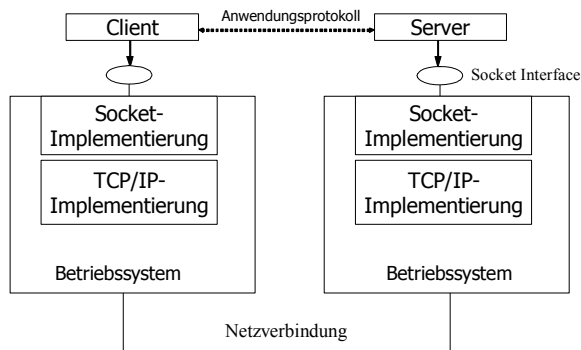 Anwendungsprotokoll
Client
Server
Socket Interface
Socket-
Implementierung
TCP/IP-
Implementierung
Betriebssystem
Socket-
Implementierung
TCP/IP-
Implementierung
Betriebssystem
Netzverbindung